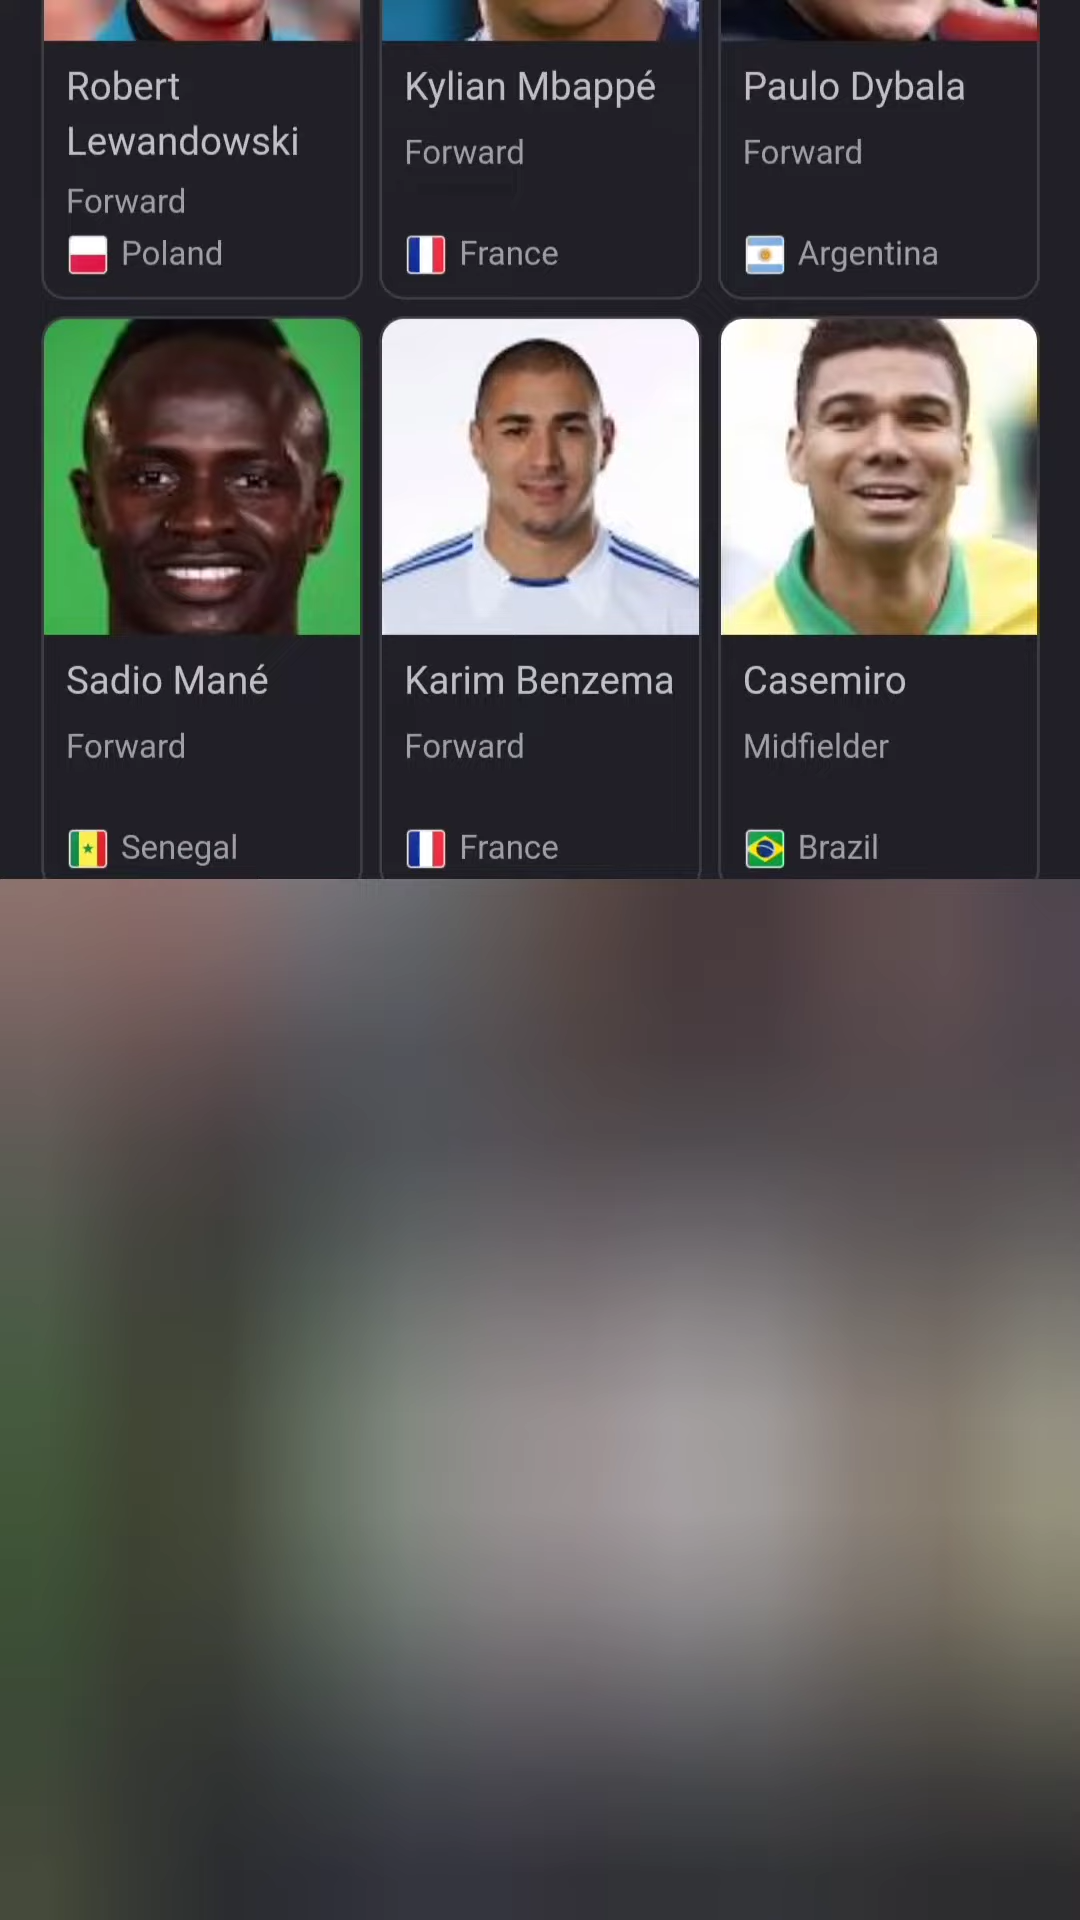 Robert
Lewandowski
Forward
Poland
Kylian Mbappé
Forward
France
Paulo Dybala
Forward
Argentina
Sadio Mané
Forward
Senegal
Karim Benzema
Forward
France
Casemiro
Midfielder
Brazil